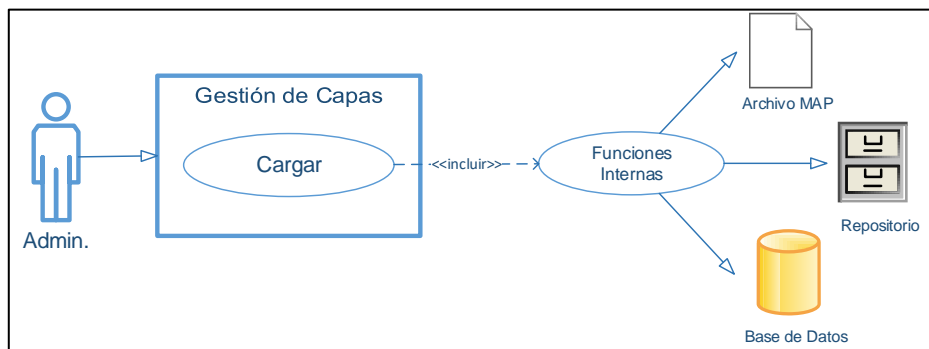 Gestión de Capas
Cargar
Admin.
<<incluir>>
Funciones
Internas
Archivo MAP
Repositorio
Base de Datos